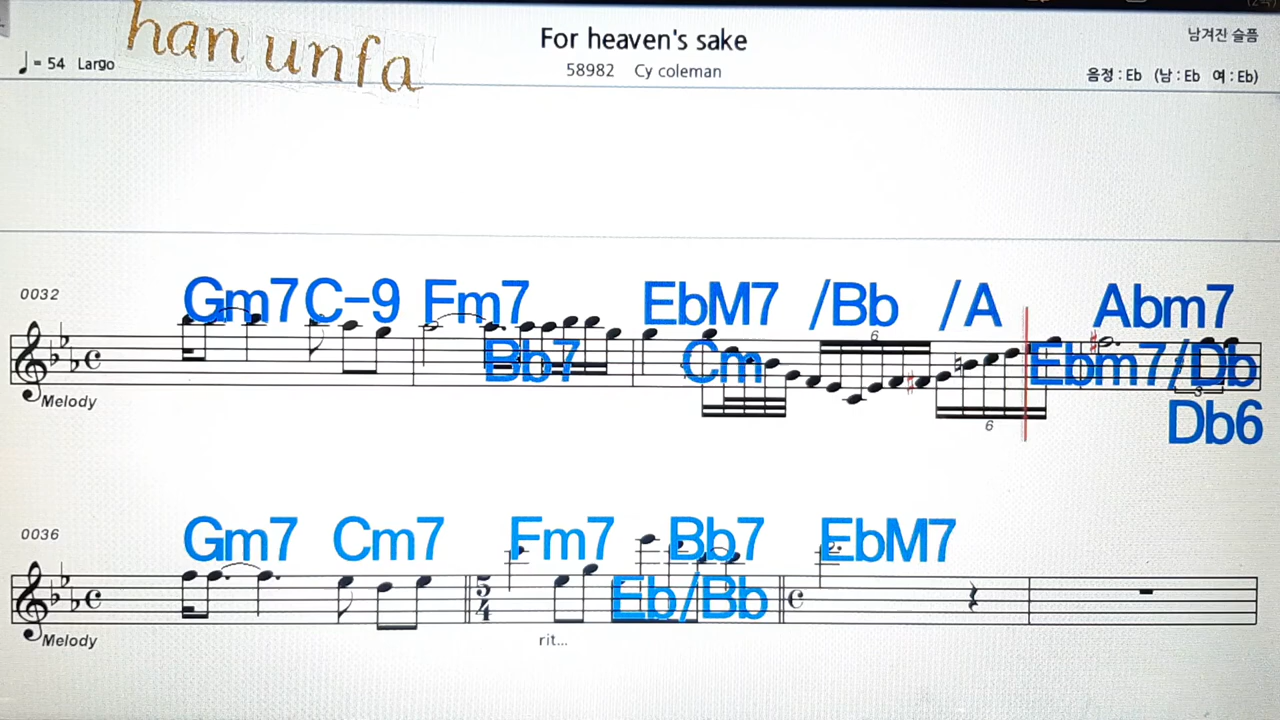 han unfa
For heaven's sake
남겨진 슬픔
♩= 54 Largo
58982 Cy coleman
음정 : Eb (남 : Eb 여 : Eb)
0032
Gm7 C-9 Fm7 EbM7 /Bb /A Abm7
6
Bb7 Cm Ebm7/Db
3
Melody
6
Db6
0036
Gm7 Cm7 Fm7 Bb7 EbM7
5
4
Eb/Bb
Melody
rit...